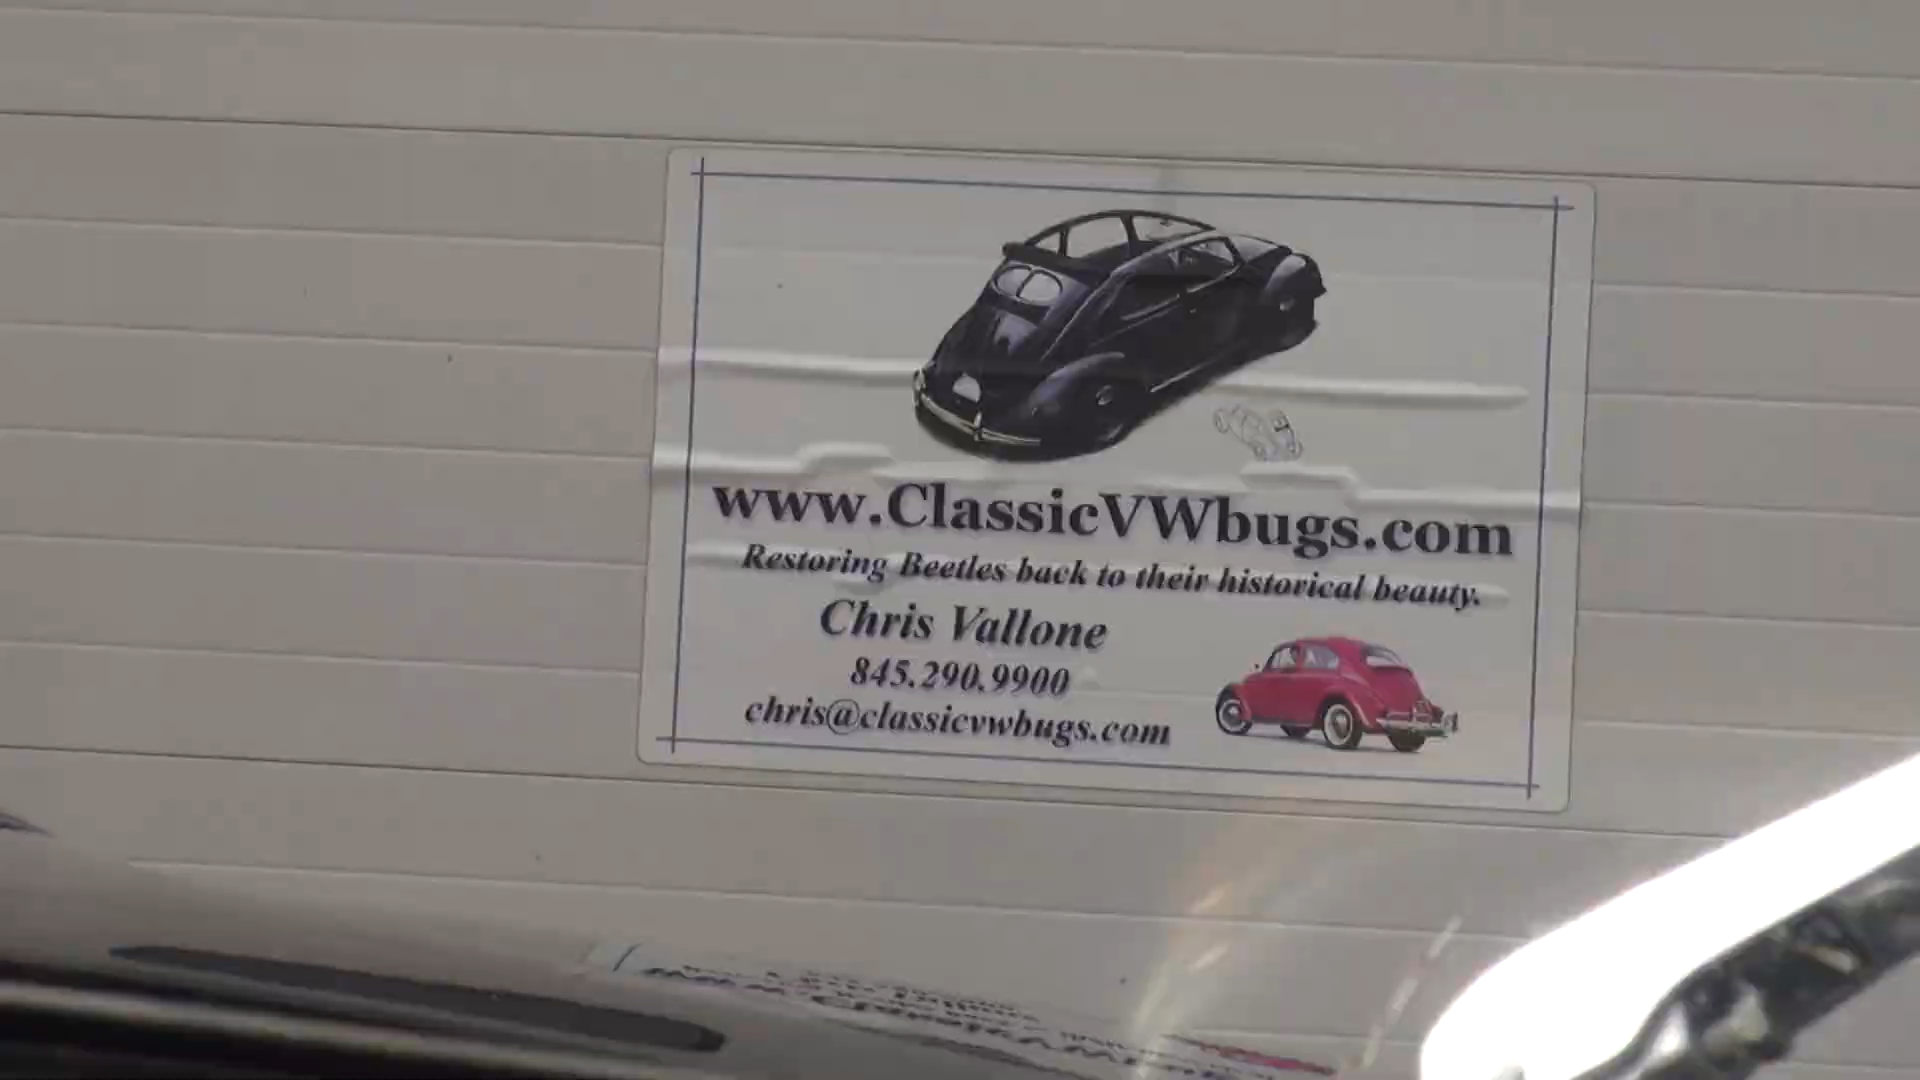 www.ClassicVWbugs.com
Restoring Beetles back to their historical beauty.
Chris Vallone
845.290.9900
chris@classicvwbugs.com